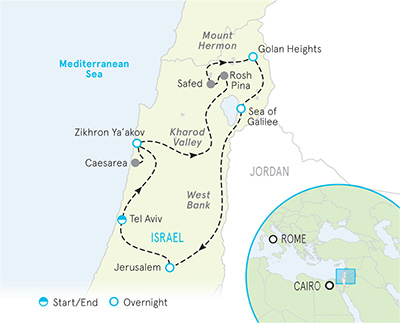 Mount
Hermon
Golan Heights
Mediterranean
Sea
Safed
Rosh
Pina
Zikhron Ya'akov
Kharod
Valley
Sea of
Galilee
Caesarea
JORDAN
West
Bank
Tel Aviv
ISRAEL
Jerusalem
ROME
CAIRO
Start/End
Overnight